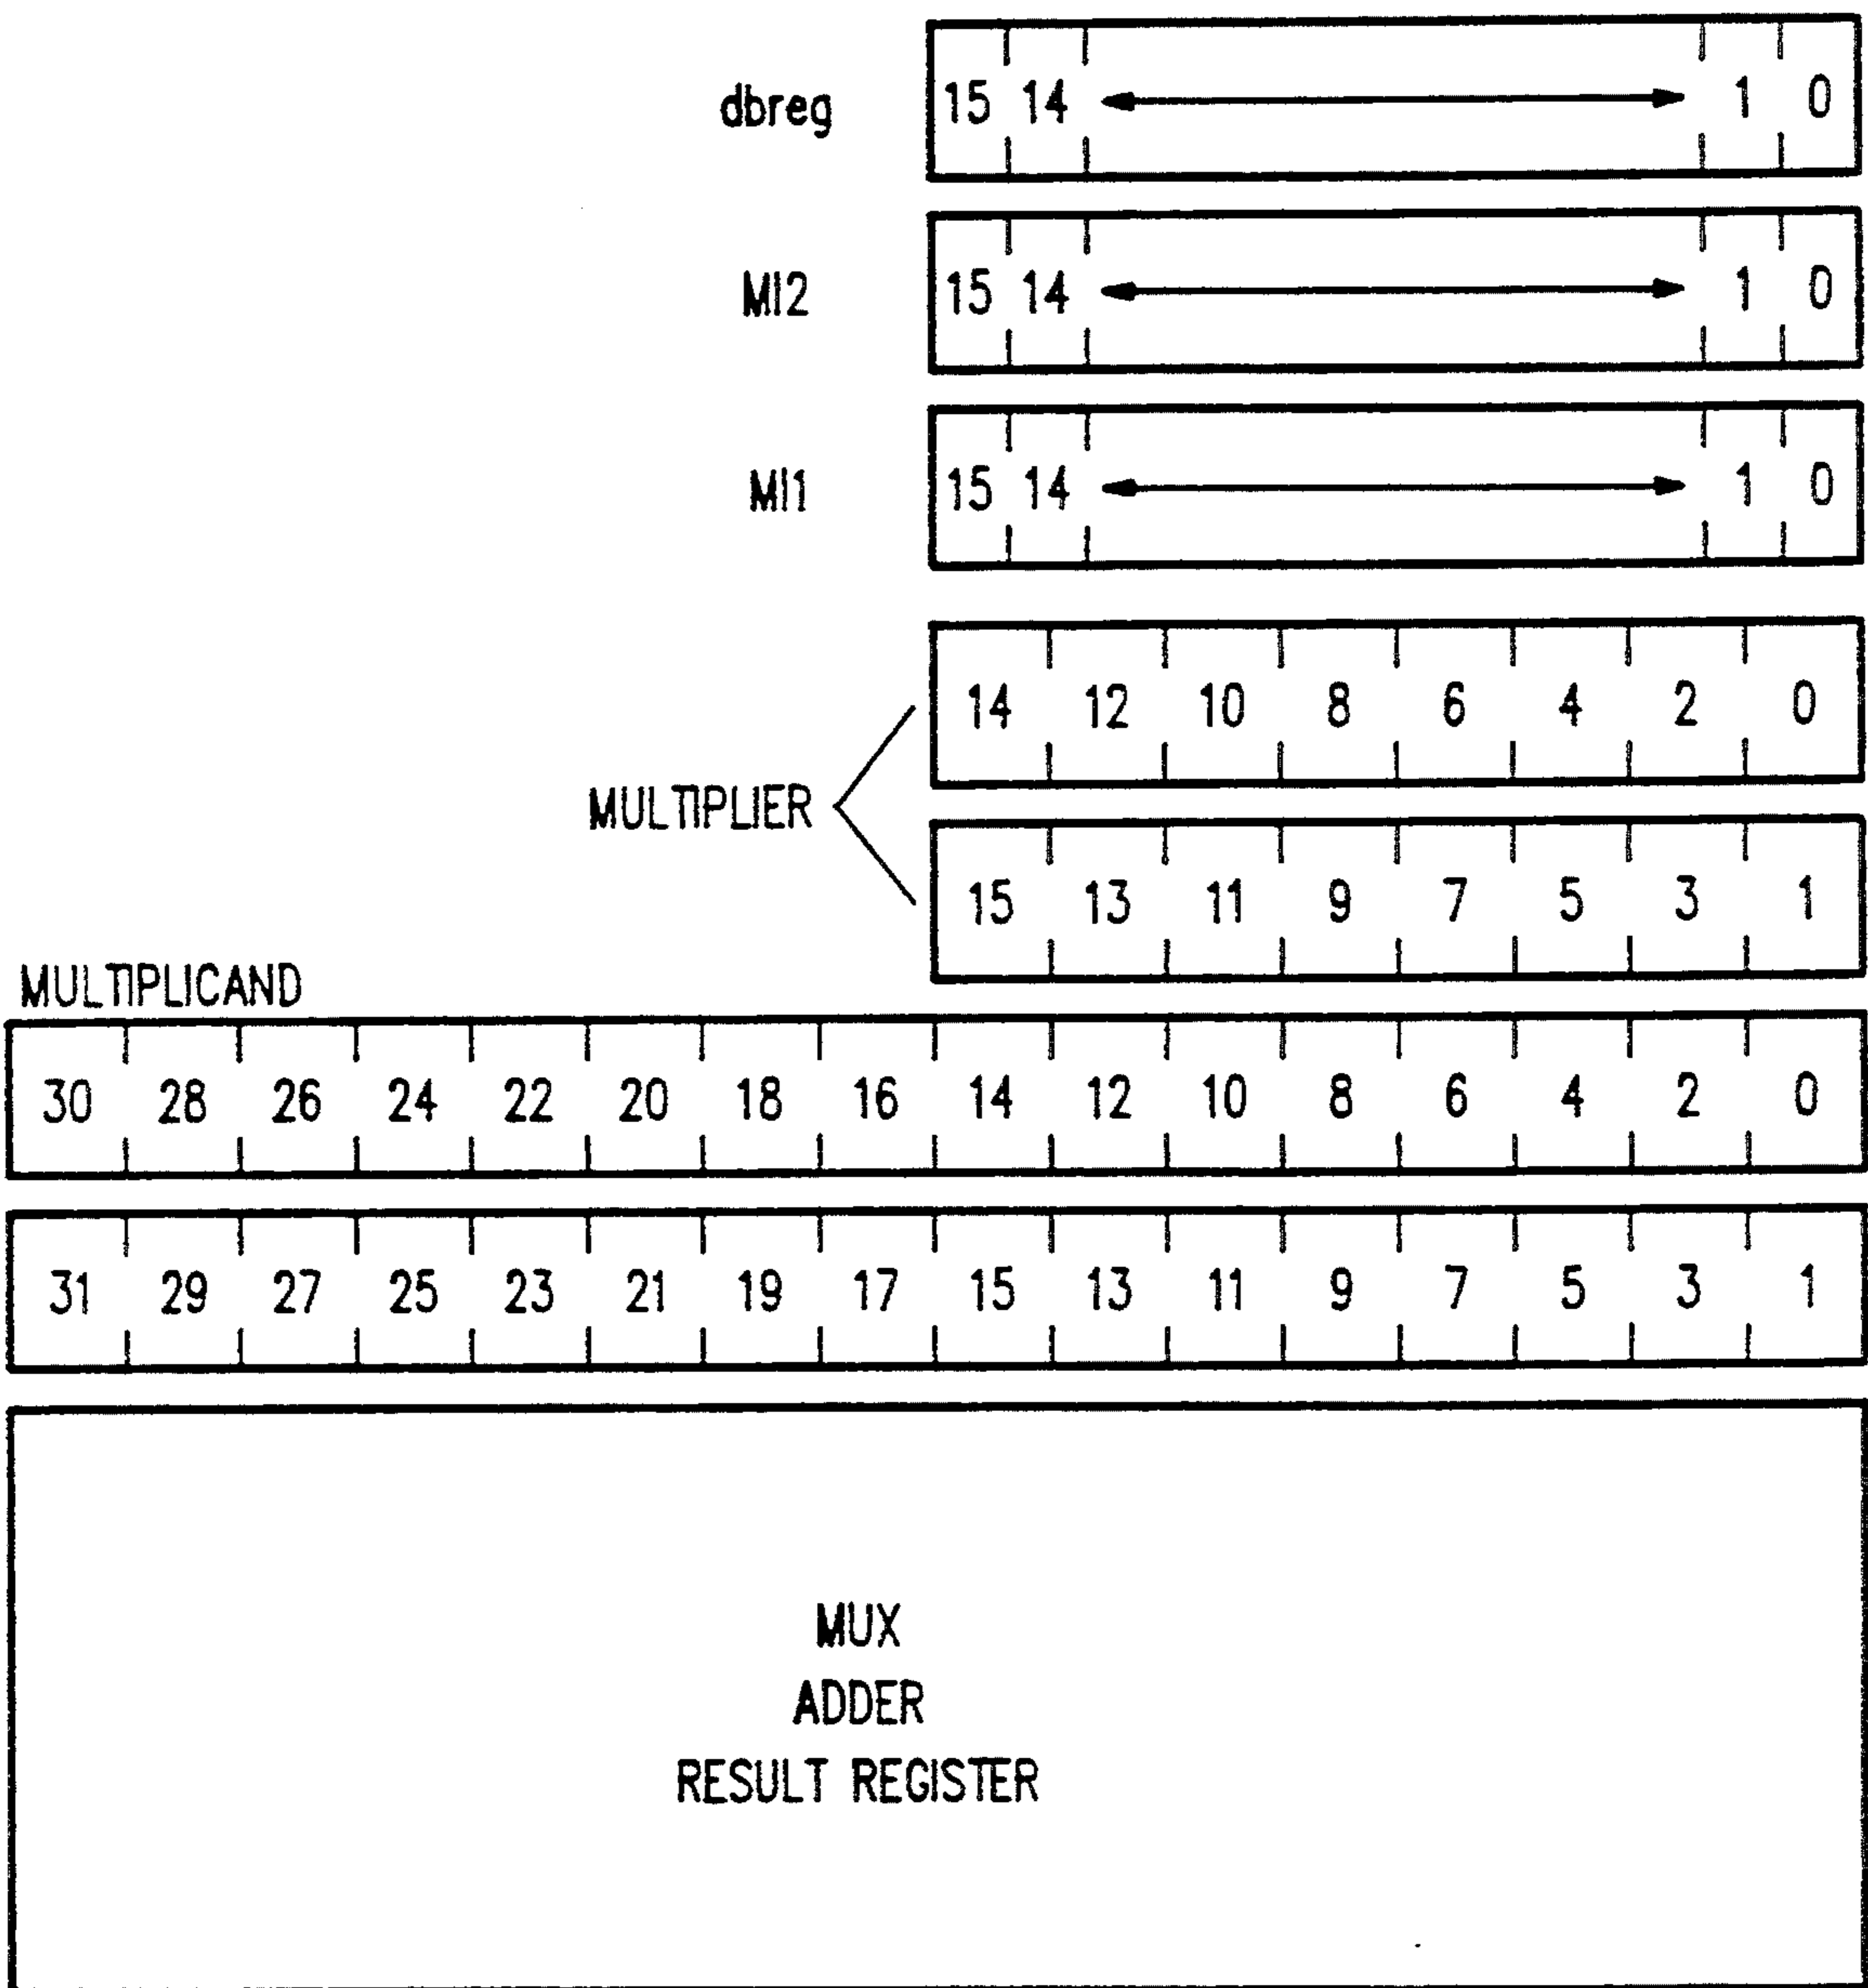 dbreg 15 14 1 0
MI2 15 14 1 0
MI1 15 14 1 0
14 12 10 8 6 4 2 0
MULTIPLIER
15 13 11 9 7 5 3 1
MULTIPLICAND
30 28 26 24 22 20 18 16 14 12 10 8 6 4 2 0
31 29 27 25 23 21 19 17 15 13 11 9 7 5 3 1
MUX
ADDER
RESULT REGISTER